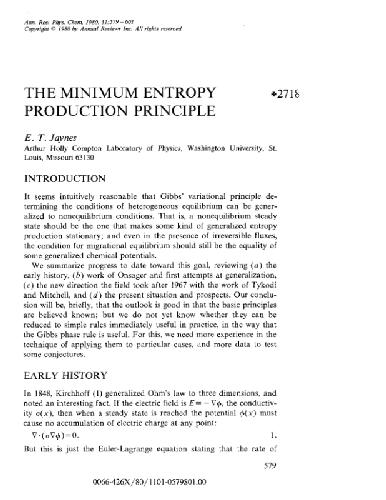 Ann. Rev. Phys. Chem. 1980. 31:579-601
Copyright © 1980 by Annual Reviews Inc. All rights reserved
THE MINIMUM ENTROPY
PRODUCTION PRINCIPLE
✦2718
E. T. Jaynes
Arthur Holly Compton Laboratory of Physics, Washington University, St.
Louis, Missouri 63130
INTRODUCTION
It seems intuitively reasonable that Gibbs' variational principle de-
termining the conditions of heterogeneous equilibrium can be gener-
alized to nonequilibrium conditions. That is, a nonequilibrium steady
state should be the one that makes some kind of generalized entropy
production stationary; and even in the presence of irreversible fluxes,
the condition for migrational equilibrium should still be the equality of
some generalized chemical potentials.
We summarize progress to date toward this goal, reviewing (a) the
early history, (b) work of Onsager and first attempts at generalization,
(c) the new direction the field took after 1967 with the work of Tykodi
and Mitchell, and (d) the present situation and prospects. Our conclu-
sion will be, briefly, that the outlook is good in that the basic principles
are believed known; but we do not yet know whether they can be
reduced to simple rules immediately useful in practice, in the way that
the Gibbs phase rule is useful. For this, we need more experience in the
technique of applying them to particular cases, and more data to test
some conjectures.
EARLY HISTORY
In 1848, Kirchhoff (1) generalized Ohm's law to three dimensions, and
noted an interesting fact. If the electric field is E = −∇ϕ, the conductiv-
ity σ(x), then when a steady state is reached the potential ϕ(x) must
cause no accumulation of electric charge at any point:
∇·(σ∇ϕ)=0. 1.
But this is just the Euler-Lagrange equation stating that the rate of
579
0066-426X/80/1101-0579$01.00